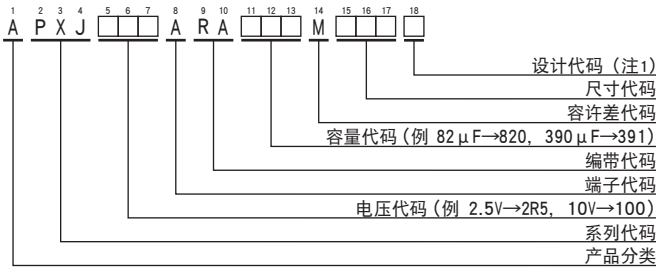 1 2 3 4 5 6 7 8 9 10 11 12 13 14 15 16 17 18
A P X J □□□ A R A □□□ M □□□ □
设计代码（注1）
尺寸代码
容许差代码
容量代码（例 82μF→820, 390μF→391）
编带代码
端子代码
电压代码（例 2.5V→2R5, 10V→100）
系列代码
产品分类